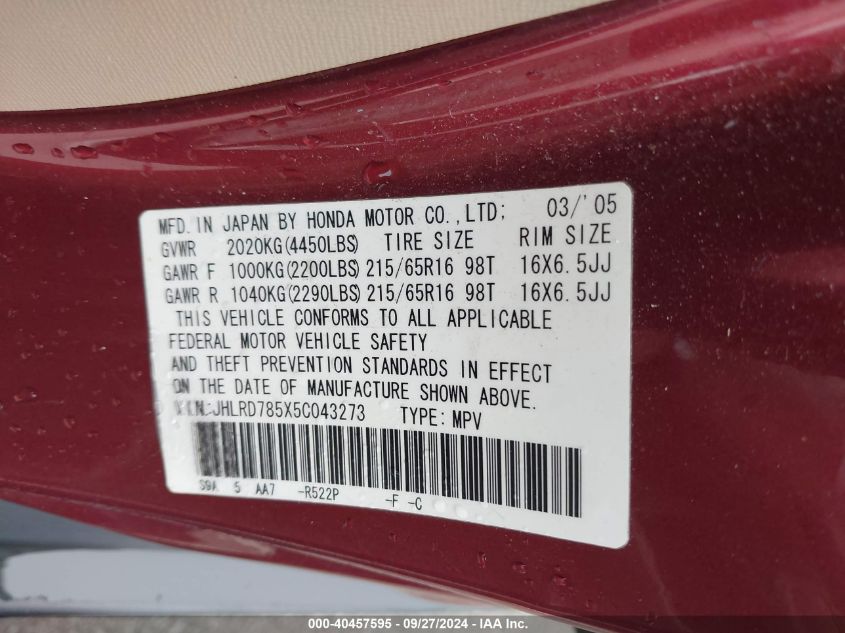 MFD. IN JAPAN BY HONDA MOTOR CO.,LTD; 03/'05
GVWR 2020KG(4450LBS) TIRE SIZE RIM SIZE
GAWR F 1000KG(2200LBS) 215/65R16 98T 16X6.5JJ
GAWR R 1040KG(2290LBS) 215/65R16 98T 16X6.5JJ
THIS VEHICLE CONFORMS TO ALL APPLICABLE
FEDERAL MOTOR VEHICLE SAFETY
AND THEFT PREVENTION STANDARDS IN EFFECT
ON THE DATE OF MANUFACTURE SHOWN ABOVE.
V.I.N.:JHLRD785X5C043273 TYPE: MPV
S9A 5 AA7 -R522P -F -C
000-40457595 - 09/27/2024 - IAA Inc.